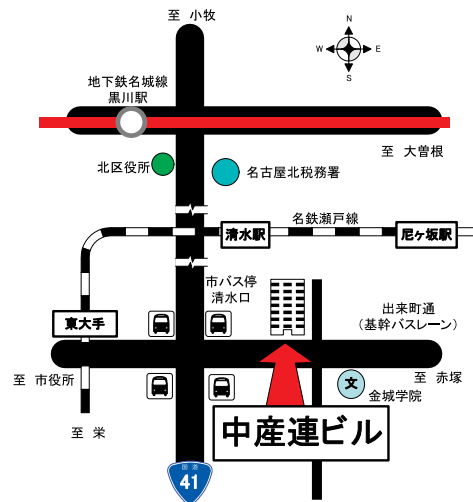 至 小牧
N
W E
S
地下鉄名城線
黒川駅
至 大曽根
北区役所
名古屋北税務署
名鉄瀬戸線
清水駅
尼ヶ坂駅
市バス停
清水口
東大手
出来町通
(基幹バスレーン)
至 市役所
文
至 赤塚
金城学院
至 栄
中産連ビル
国道
41